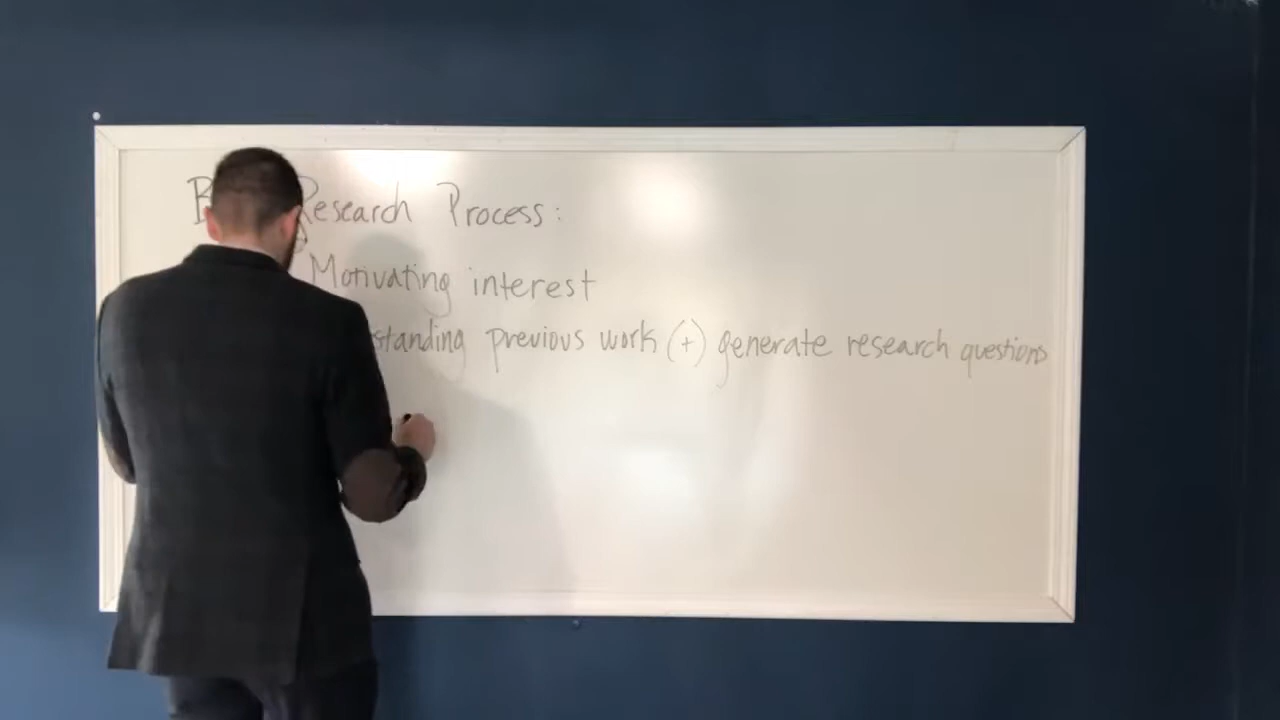 Research Process:
Motivating interest
standing previous work (+) generate research questions